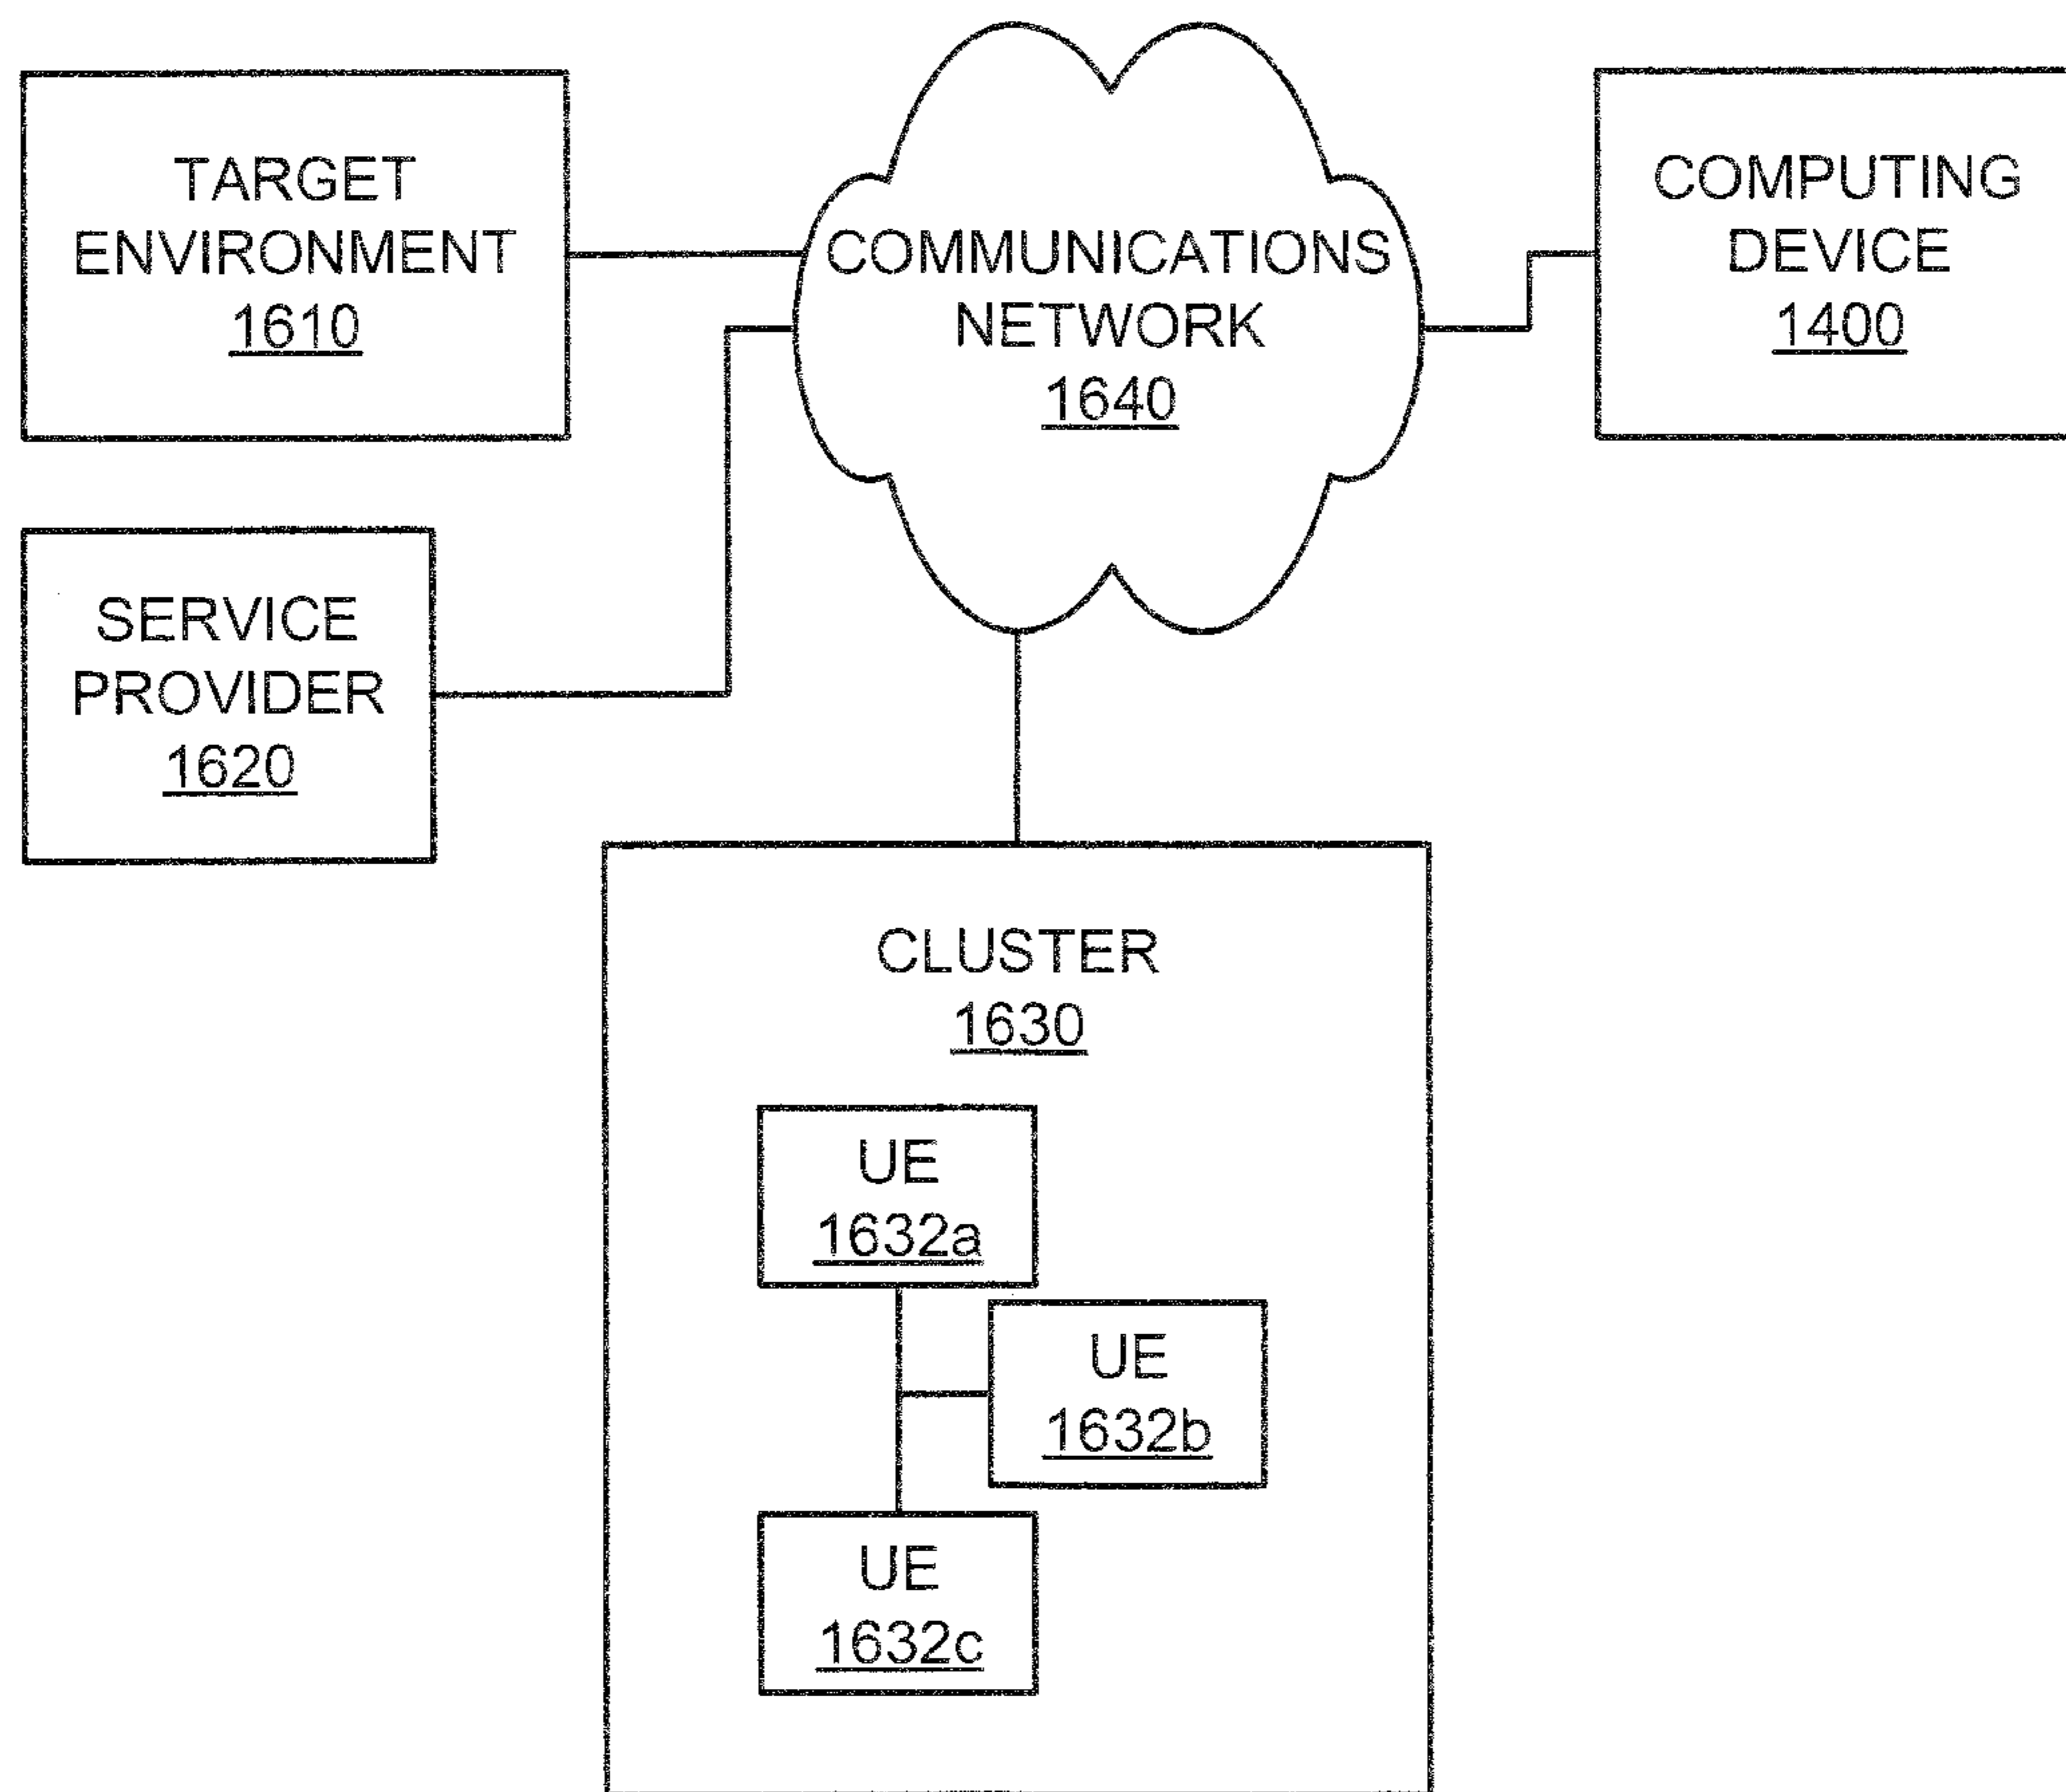 TARGET
ENVIRONMENT
1610
COMMUNICATIONS
NETWORK
1640
COMPUTING
DEVICE
1400
SERVICE
PROVIDER
1620
CLUSTER
1630
UE
1632a
UE
1632b
UE
1632c